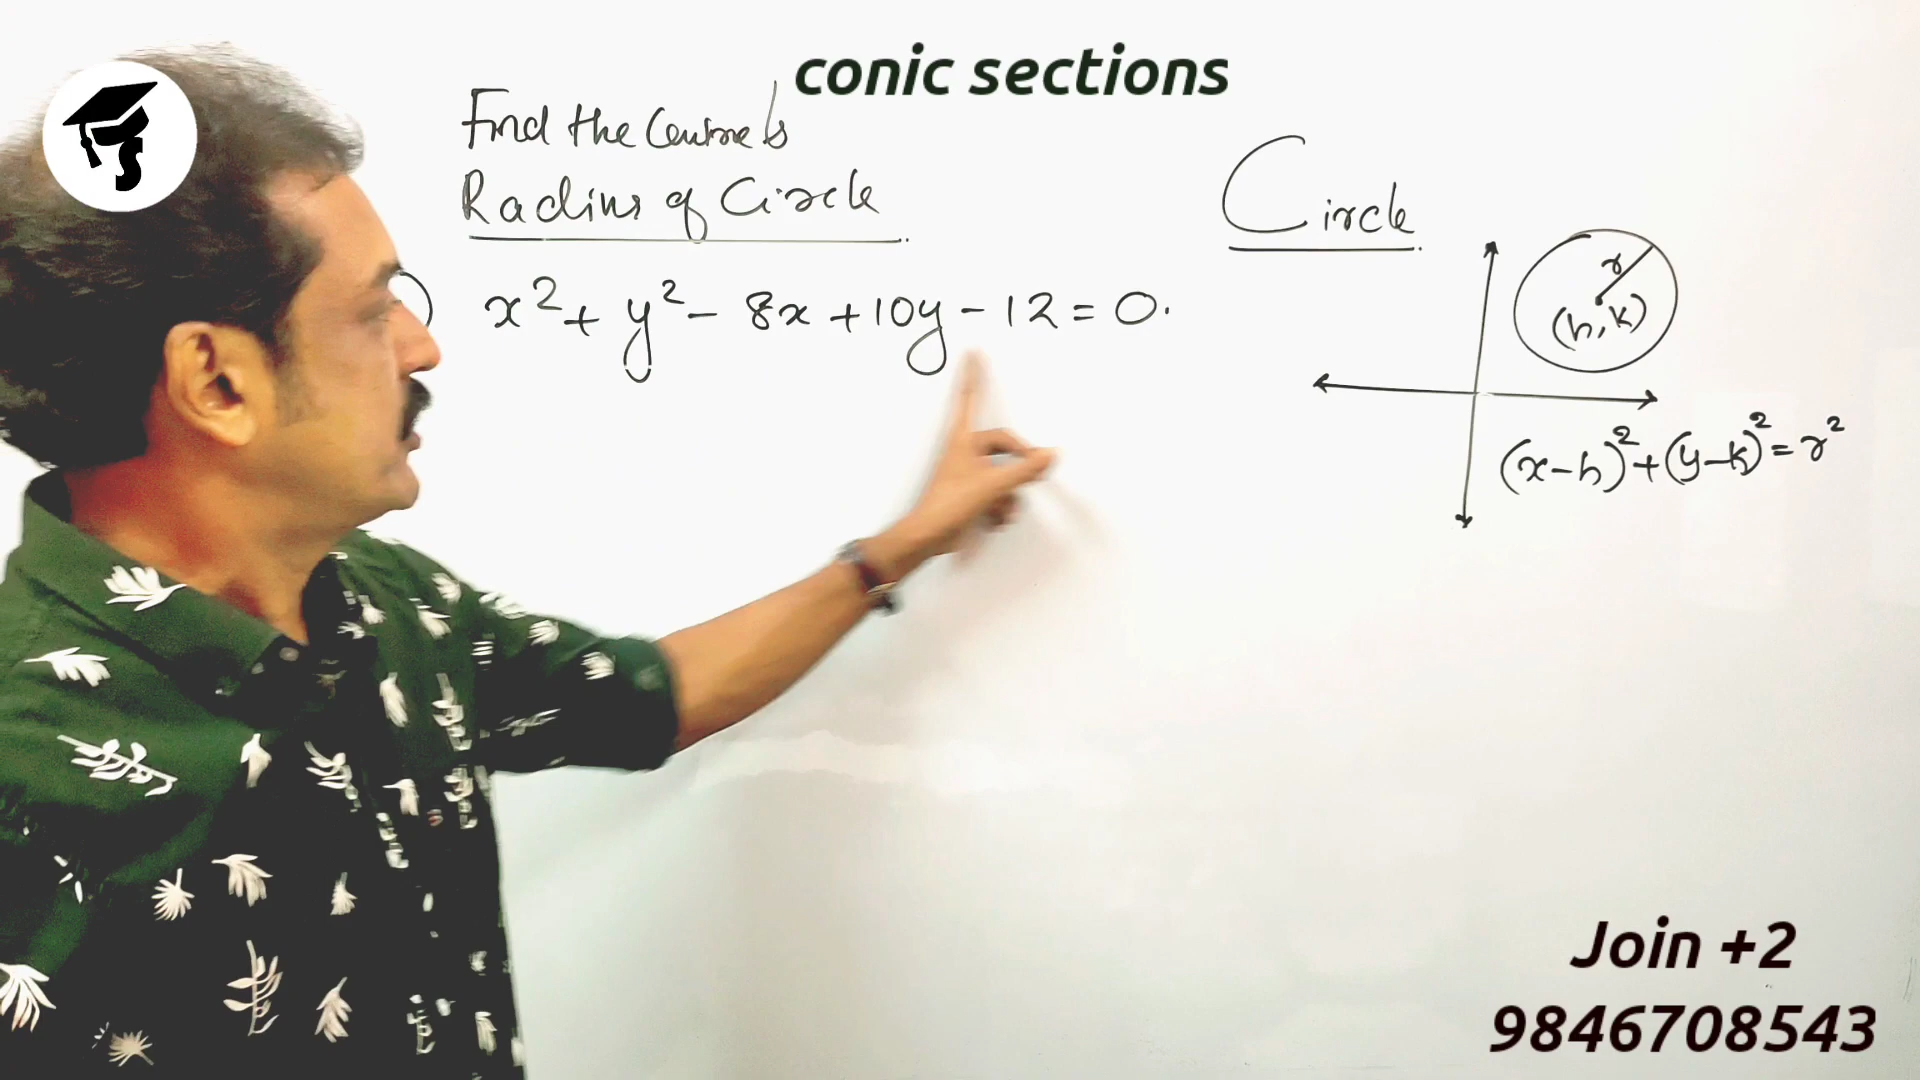 conic sections
Find the Centre &
Radius of Circle
) x² + y² - 8x + 10y - 12 = 0.
Circle
r
(h, k)
(x-h)² + (y-k)² = r²
Join +2
9846708543